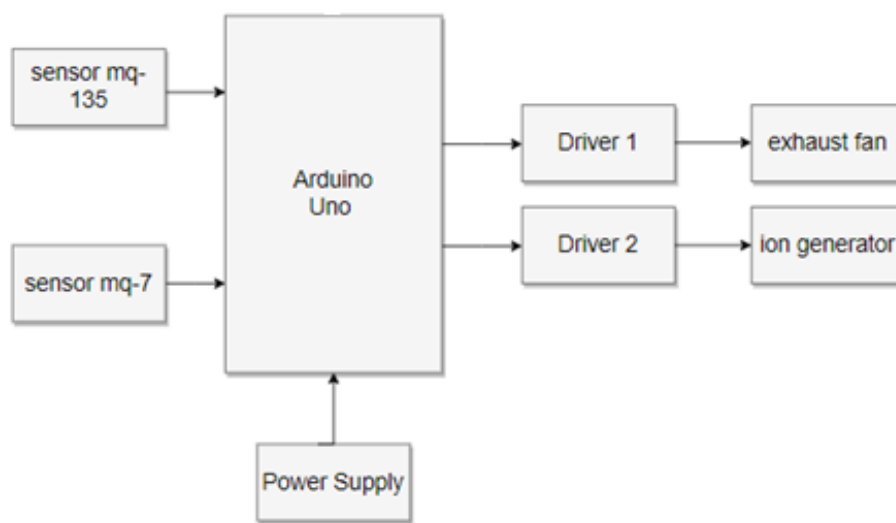 sensor mq-
135
Arduino
Uno
Driver 1
exhaust fan
Driver 2
ion generator
sensor mq-7
Power Supply